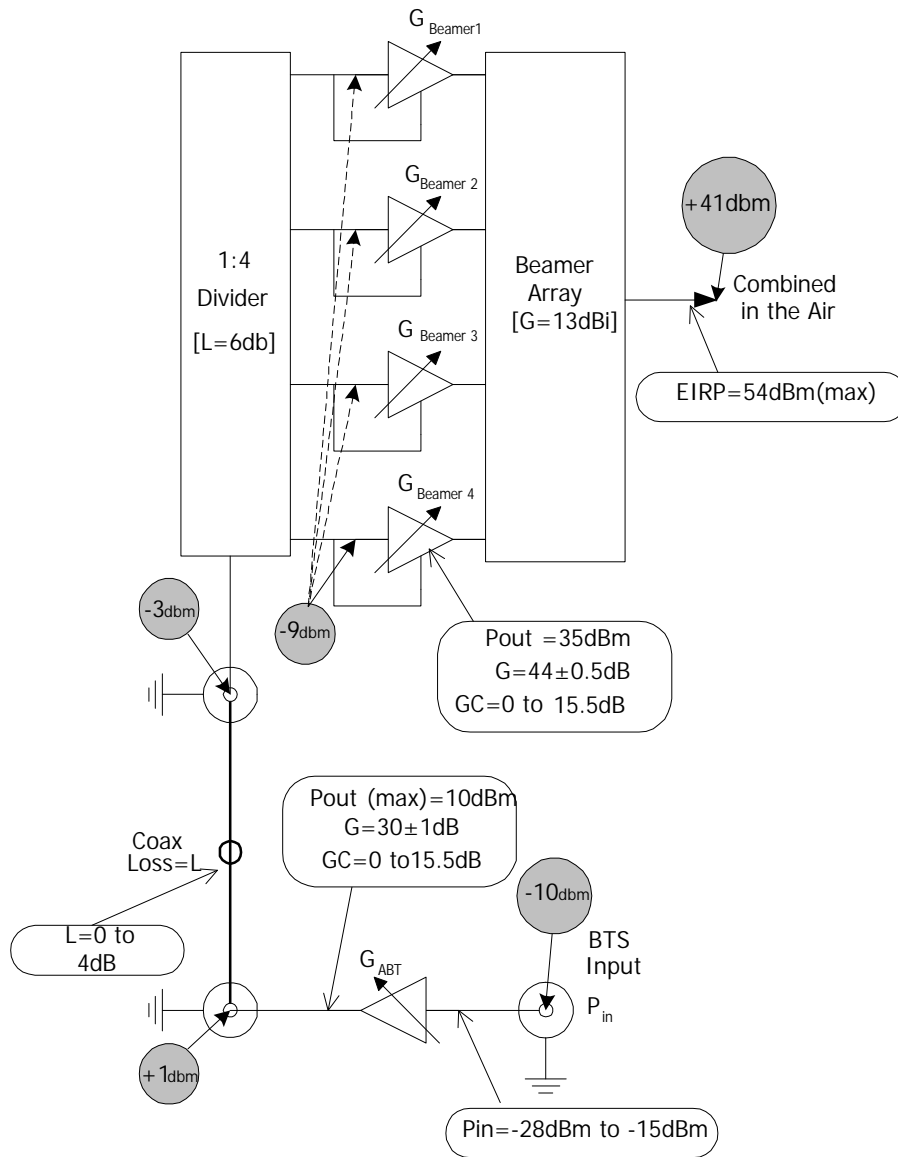 G Beamer1
G Beamer 2
+41dbm
1:4
Divider
[L=6db]
Beamer
Array
[G=13dBi]
Combined
in the Air
G Beamer 3
EIRP=54dBm(max)
G Beamer 4
-3dbm
-9dbm
Pout =35dBm
G=44±0.5dB
GC=0 to 15.5dB
Pout (max)=10dBm
G=30±1dB
GC=0 to15.5dB
Coax
Loss=L
-10dbm
L=0 to
4dB
BTS
Input
G ABT
Pin
+1dbm
Pin=-28dBm to -15dBm